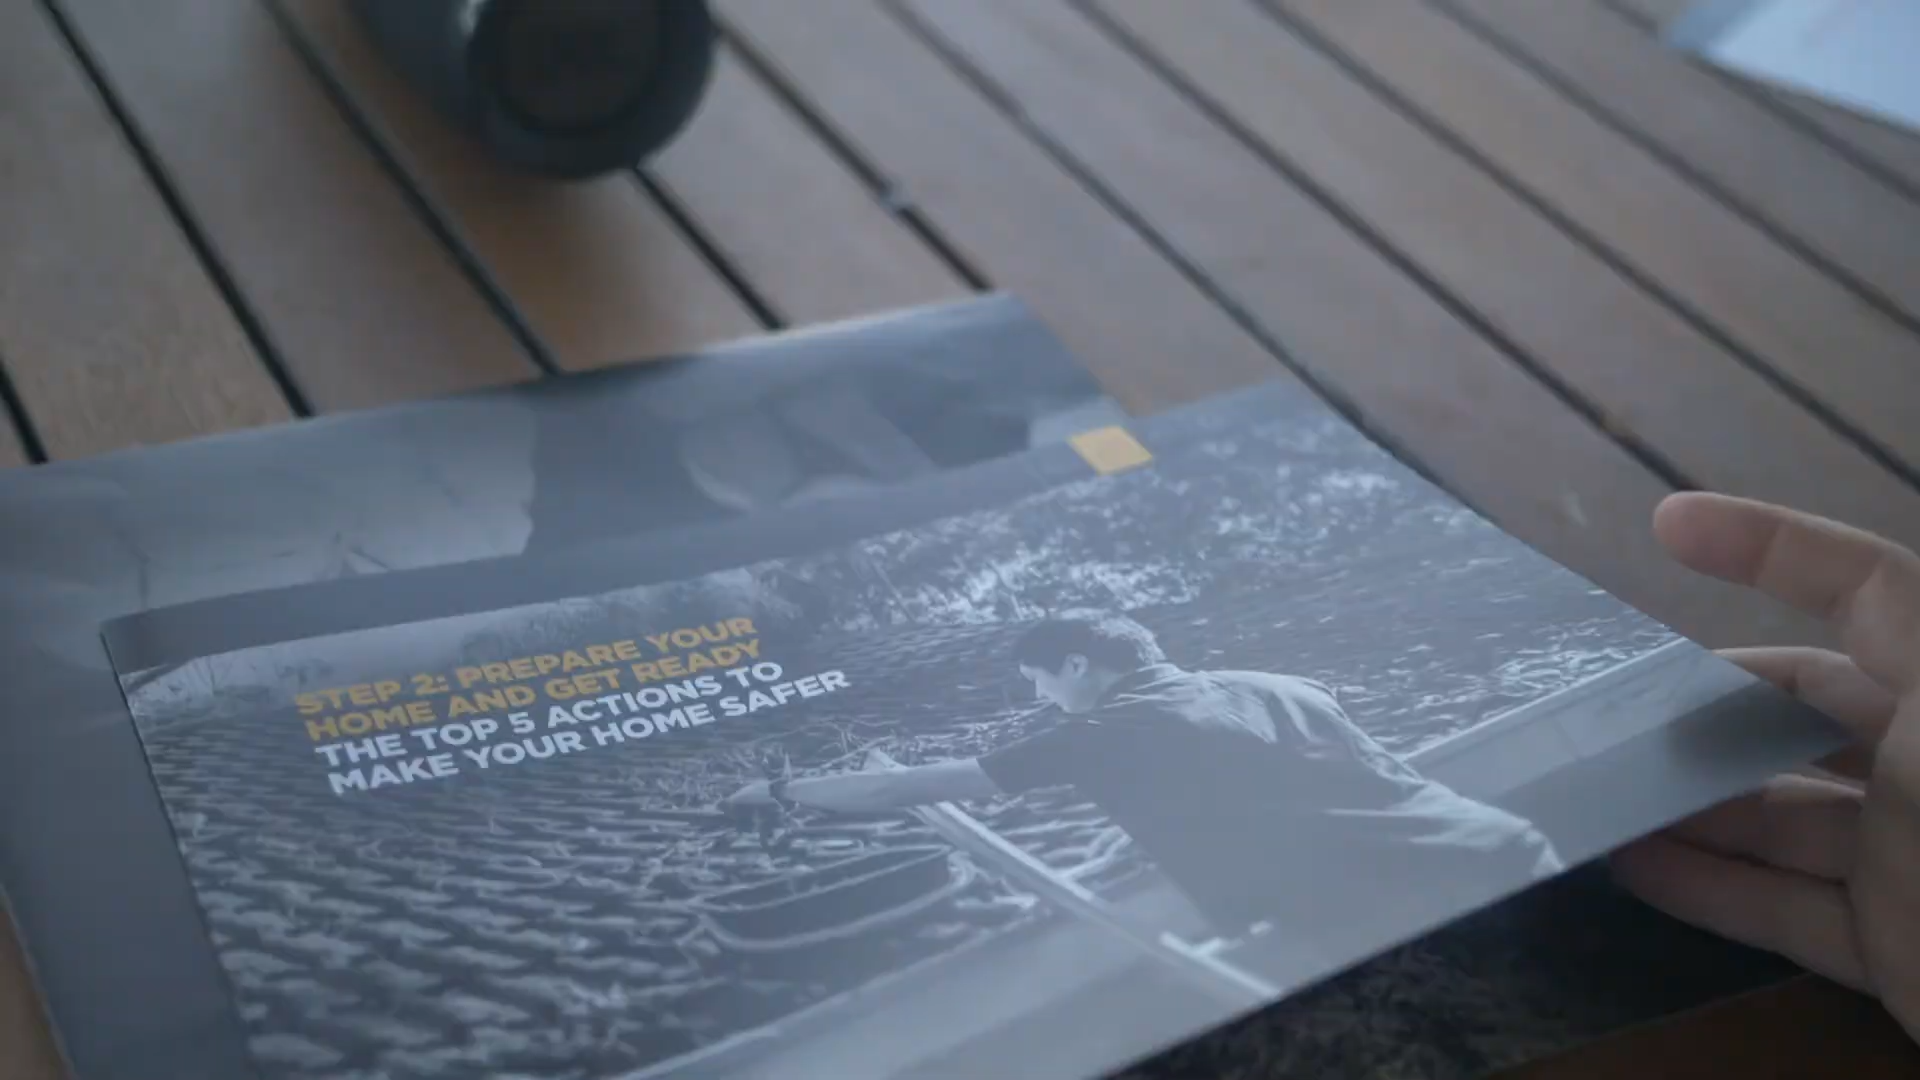 STEP 2: PREPARE YOUR
HOME AND GET READY
THE TOP 5 ACTIONS TO
MAKE YOUR HOME SAFER